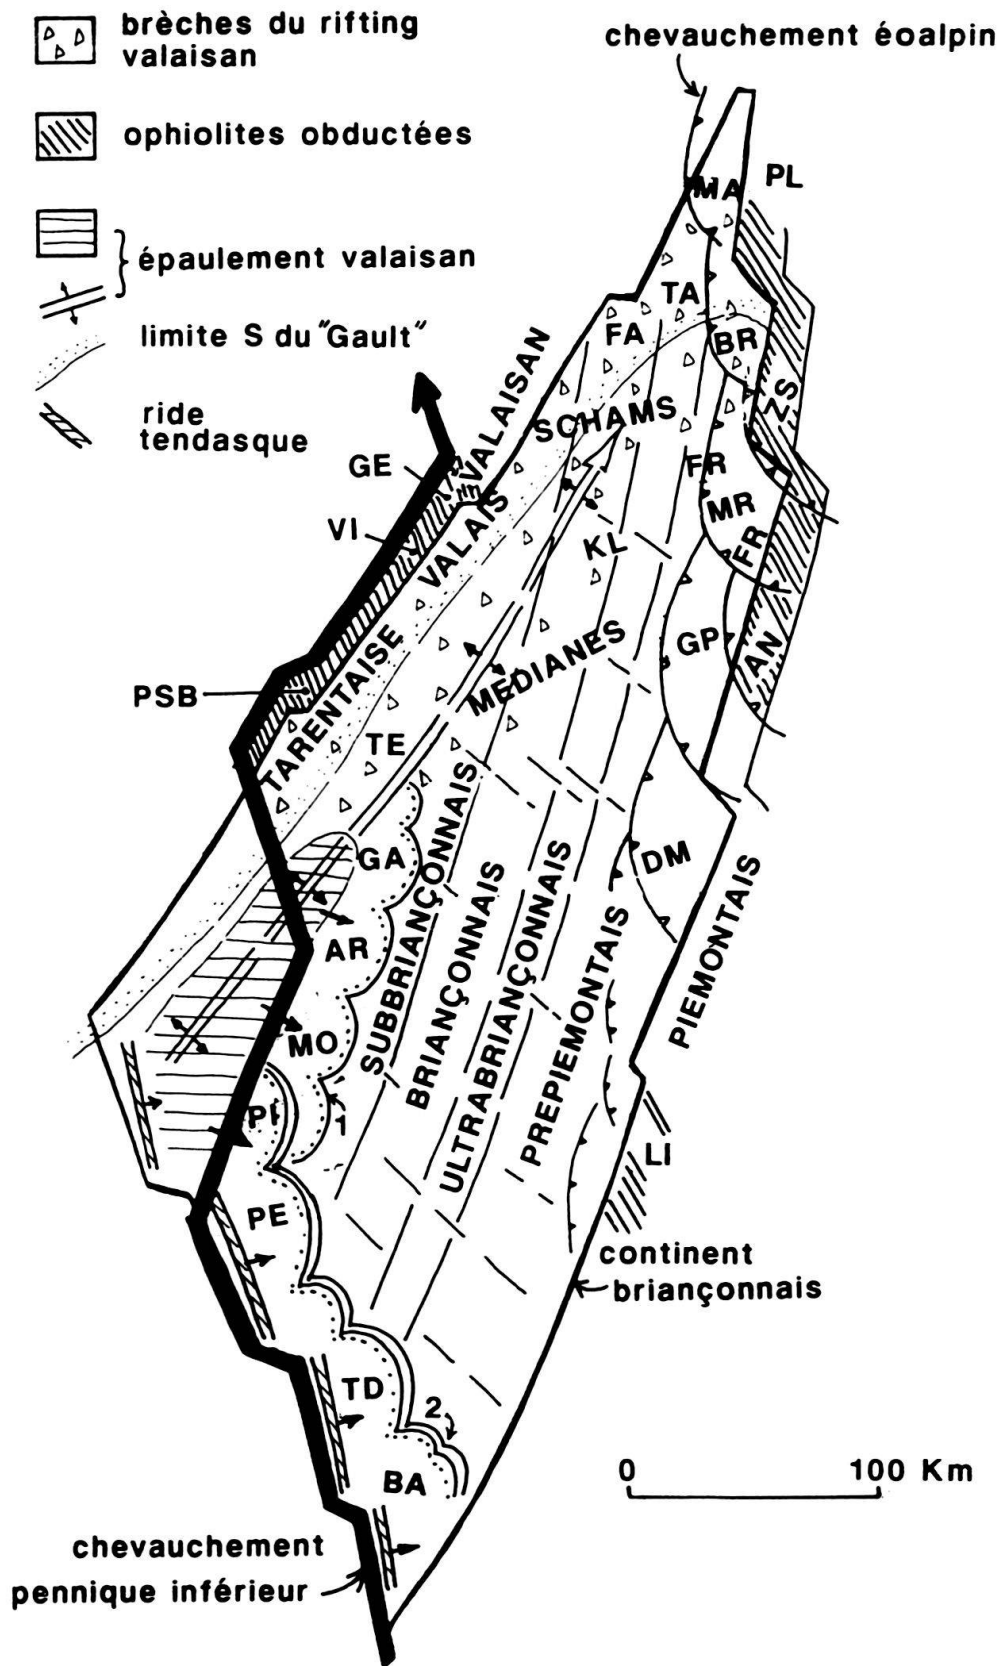 brèches du rifting
valaisan
ophiolites obductées
épaulement valaisan
limite S du "Gault"
ride
tendasque
chevauchement éoalpin
MA
PL
TA
FA
BR
ZS
VALAISAN
SCHAMS
GE
FR
MR
VI
VALAIS
KL
FR
GP
AN
MEDIANES
PSB
TARENTAISE
TE
GA
DM
AR
SUBBRIANÇONNAIS
BRIANÇONNAIS
ULTRABRIANÇONNAIS
PREPIEMONTAIS
PIEMONTAIS
MO
PI
1
LI
PE
continent
briançonnais
TD
2
BA
0 100 Km
chevauchement
pennique inférieur